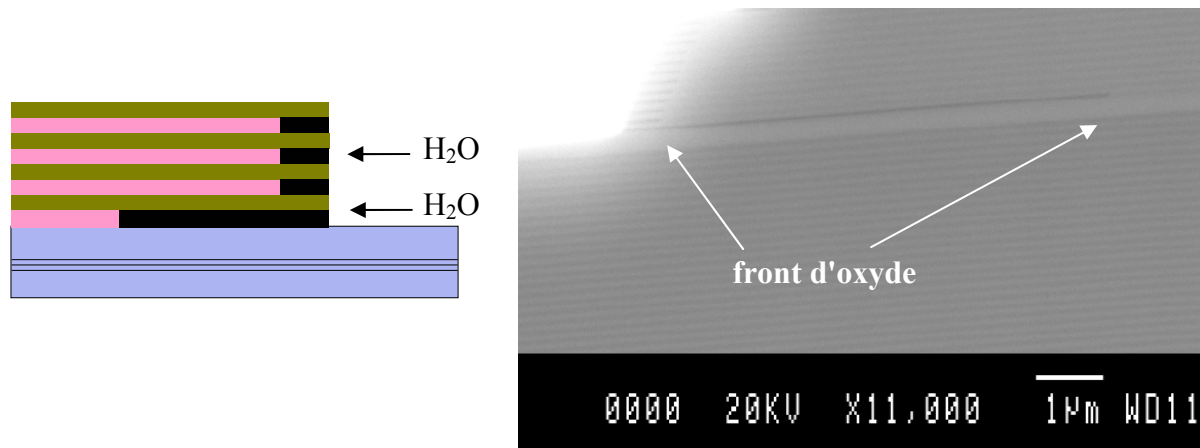 H₂O
H₂O
front d'oxyde
0000 20KV X11,000 1µm WD11